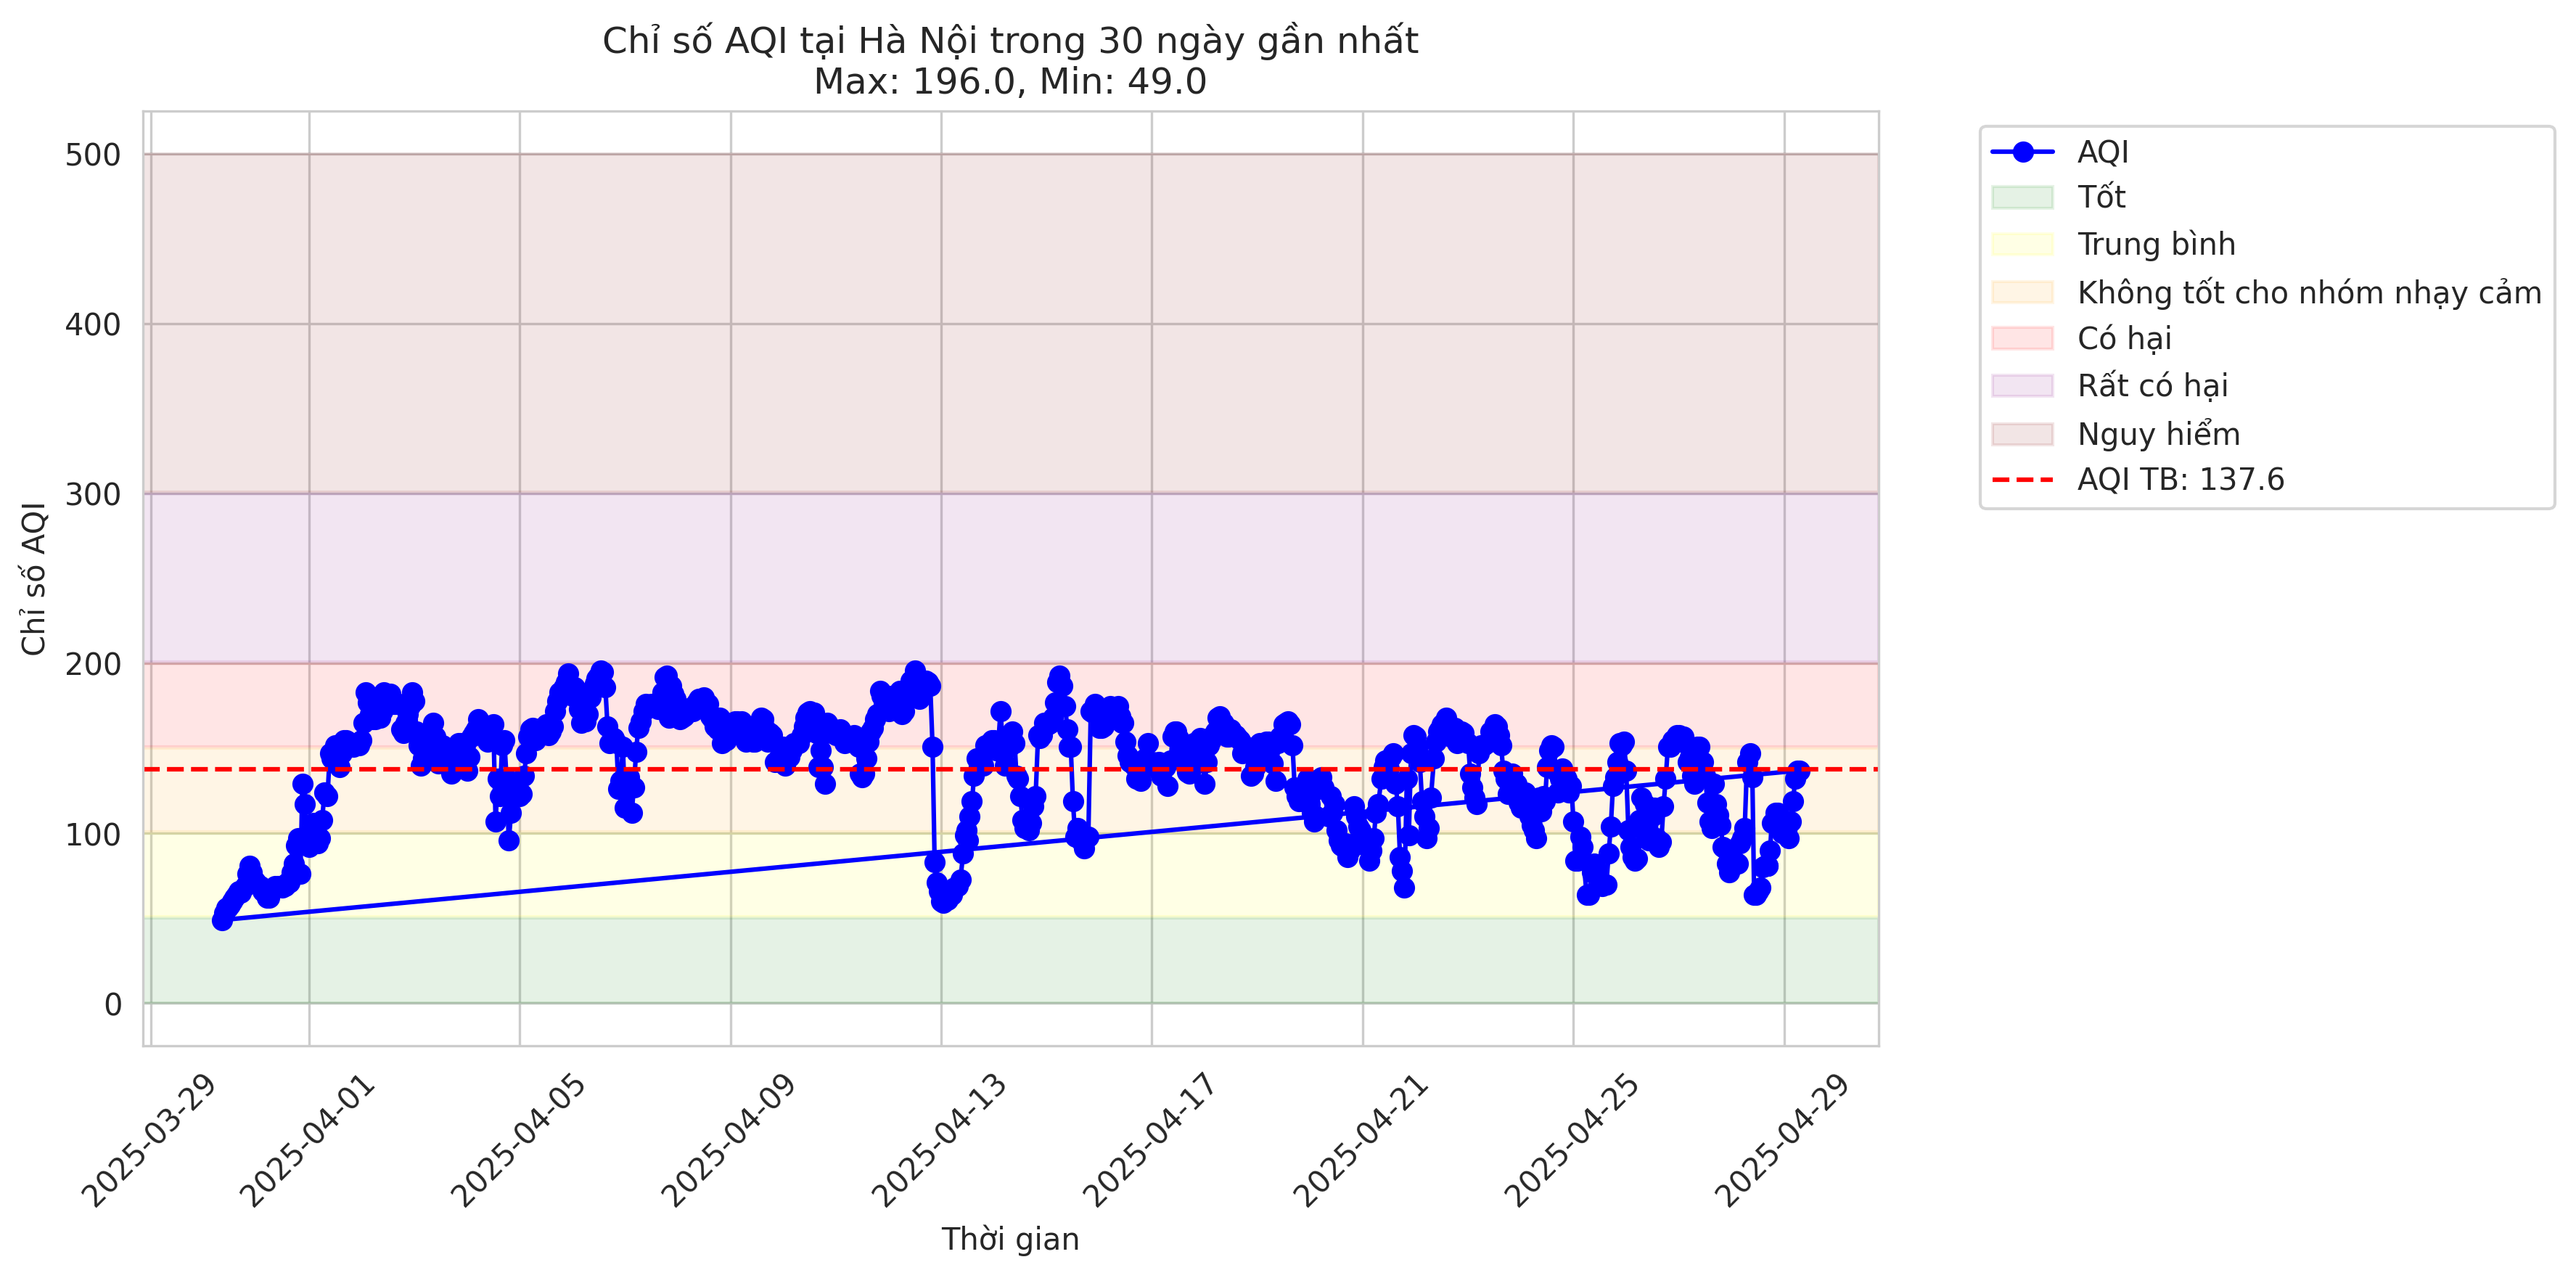 Chỉ số AQI tại Hà Nội trong 30 ngày gần nhất
Max: 196.0, Min: 49.0
Chỉ số AQI
500
400
300
200
100
0
2025-03-29
2025-04-01
2025-04-05
2025-04-09
2025-04-13
2025-04-17
2025-04-21
2025-04-25
2025-04-29
Thời gian
AQI
Tốt
Trung bình
Không tốt cho nhóm nhạy cảm
Có hại
Rất có hại
Nguy hiểm
AQI TB: 137.6